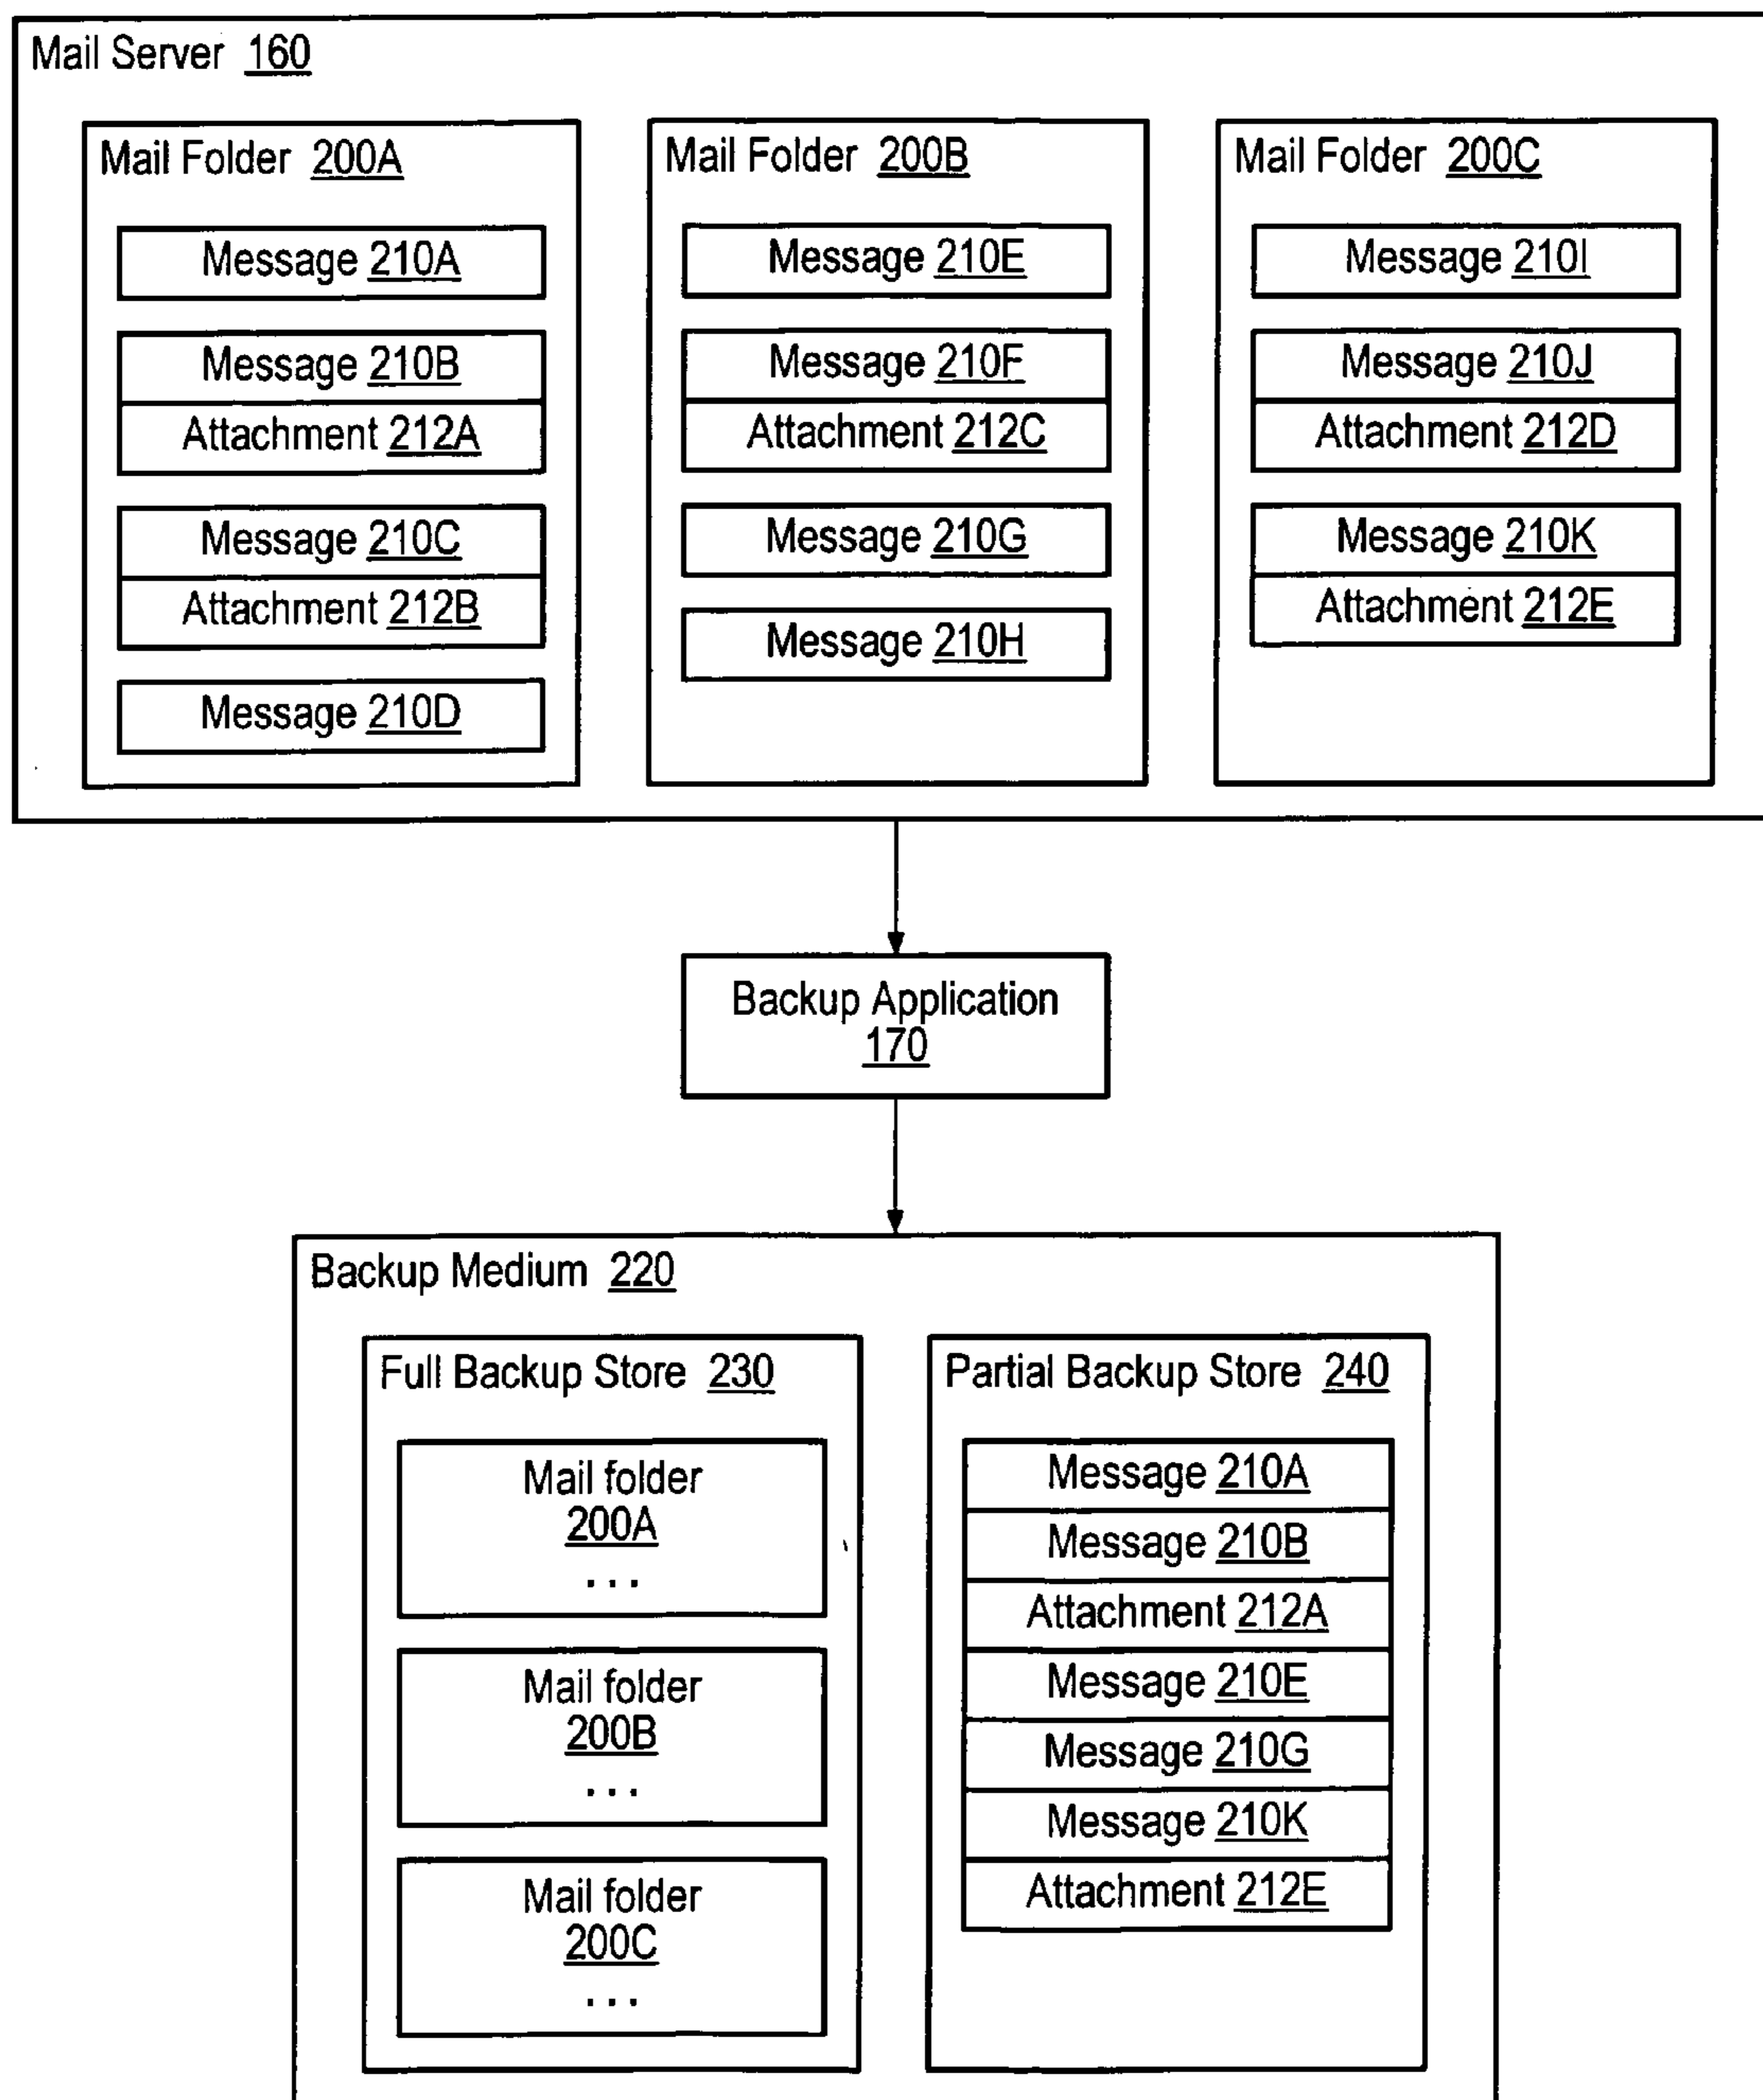 Mail Server 160
Mail Folder 200A
Message 210A
Message 210B
Attachment 212A
Message 210C
Attachment 212B
Message 210D
Mail Folder 200B
Message 210E
Message 210F
Attachment 212C
Message 210G
Message 210H
Mail Folder 200C
Message 210I
Message 210J
Attachment 212D
Message 210K
Attachment 212E
Backup Application
170
Backup Medium 220
Full Backup Store 230
Mail folder
200A
...
Mail folder
200B
...
Mail folder
200C
...
Partial Backup Store 240
Message 210A
Message 210B
Attachment 212A
Message 210E
Message 210G
Message 210K
Attachment 212E